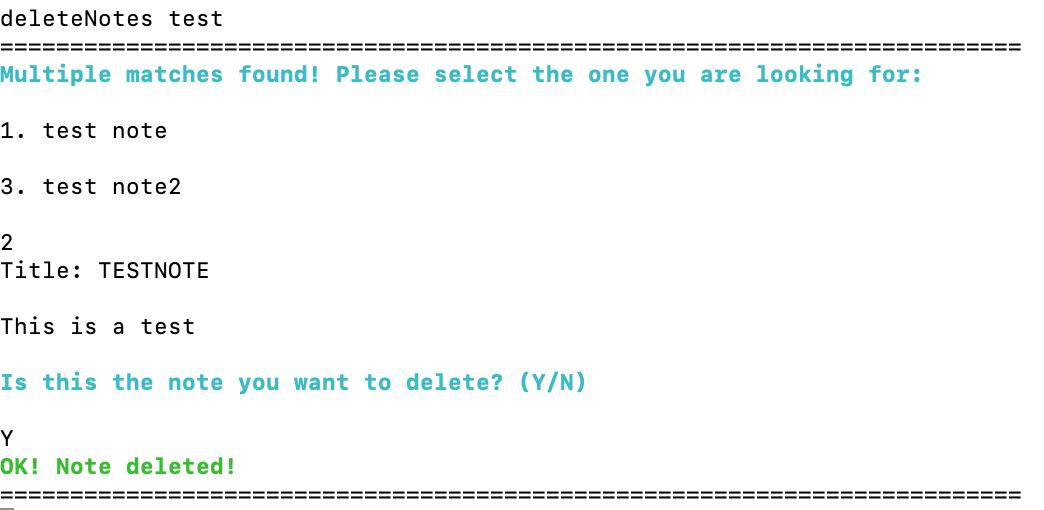 deleteNotes test
=========================================================================
Multiple matches found! Please select the one you are looking for:
1. test note
3. test note2
2
Title: TESTNOTE
This is a test
Is this the note you want to delete? (Y/N)
Y
OK! Note deleted!
=========================================================================
_